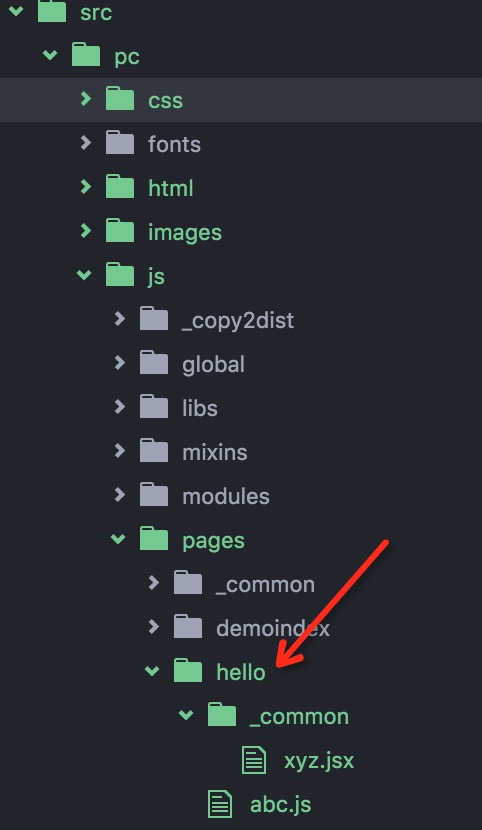 src
pc
css
fonts
html
images
js
_copy2dist
global
libs
mixins
modules
pages
_common
demoindex
hello
_common
xyz.jsx
abc.js